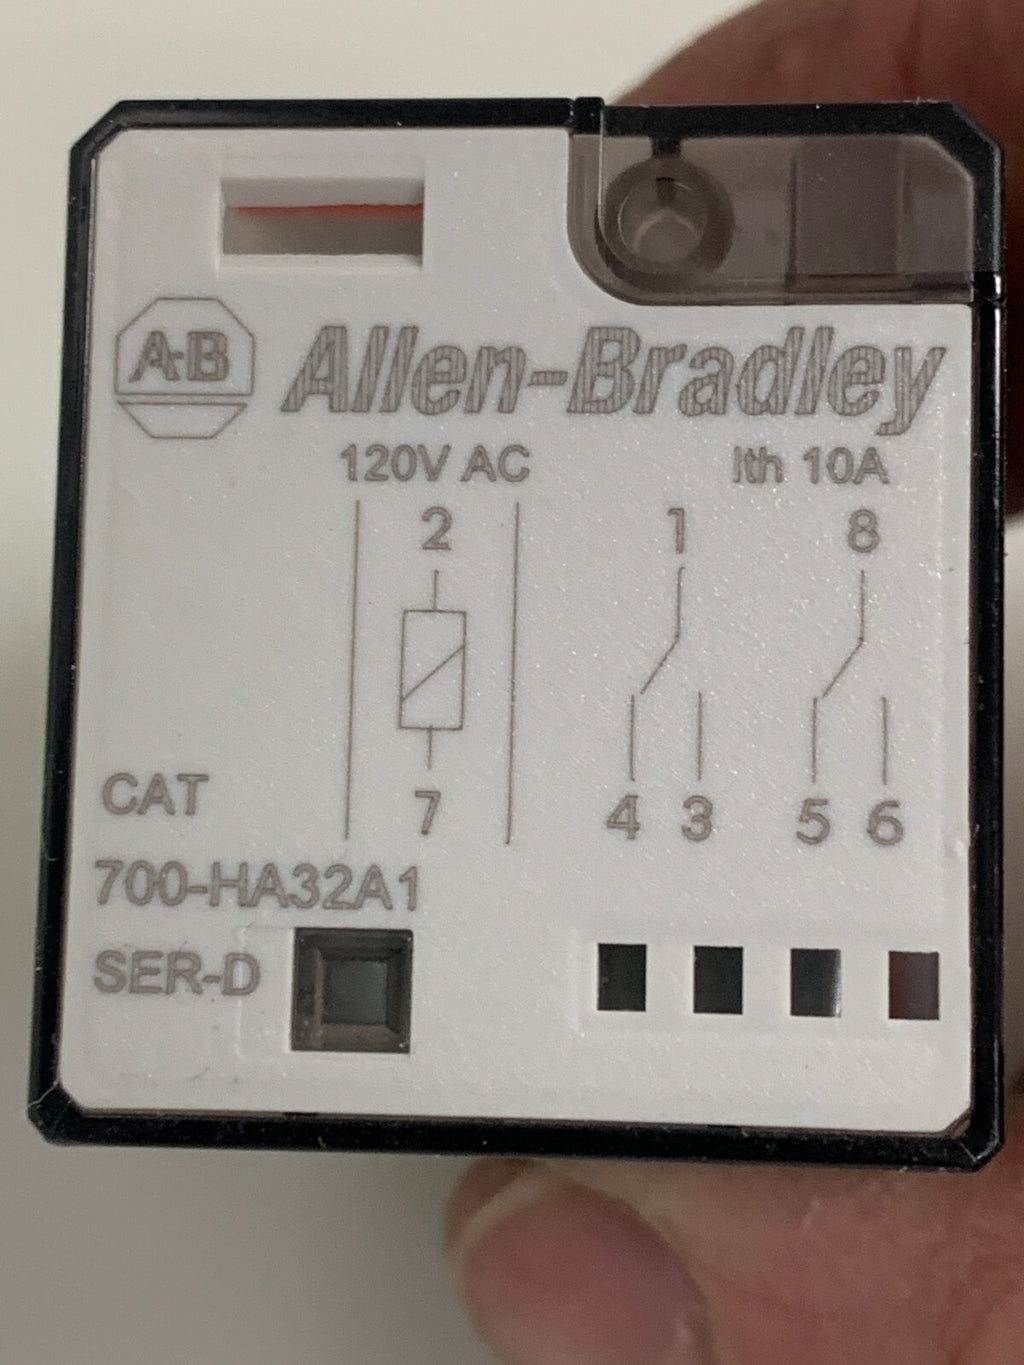 A-B Allen-Bradley
120V AC Ith 10A
2 1 8
7 4 3 5 6
CAT
700-HA32A1
SER-D